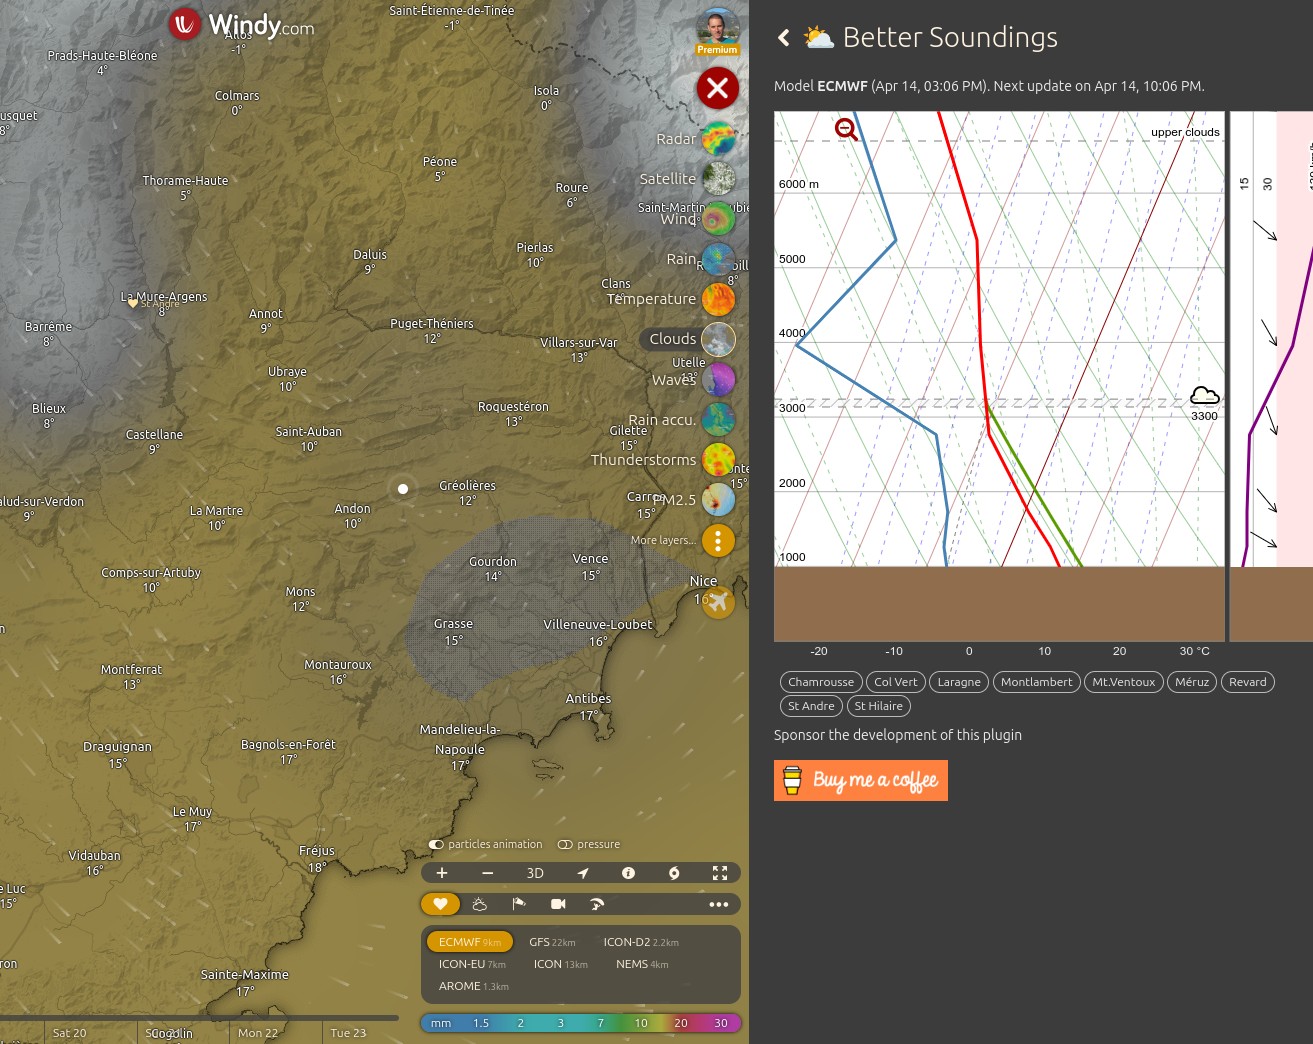 Saint-Étienne-de-Tinée
-1°
Windy.com
Allos
-1°
Premium
Prads-Haute-Bléone
4°
Colmars
0°
Isola
0°
usquet
8°
Radar
Péone
5°
Satellite
Thorame-Haute
5°
Roure
6°
Wind
Daluis
9°
Pierlas
10°
Rain
8°
Clans
Temperature
La Mure-Argens
8°
St André
Annot
9°
Barrême
8°
Puget-Théniers
12°
Villars-sur-Var
13°
Clouds
Utelle
13°
Waves
Ubraye
10°
Blieux
8°
Roquestéron
13°
Rain accu.
Castellane
9°
Saint-Auban
10°
Gilette
15°
Thunderstorms
15°
alud-sur-Verdon
9°
La Martre
10°
Andon
10°
Gréolières
12°
15°
PM2.5
More layers...
Comps-sur-Artuby
10°
Gourdon
14°
Vence
15°
Nice
Mons
12°
Grasse
15°
Villeneuve-Loubet
16°
Montferrat
13°
Montauroux
16°
Antibes
17°
Mandelieu-la-
Napoule
17°
Draguignan
15°
Bagnols-en-Forêt
17°
Le Muy
17°
Vidauban
16°
Fréjus
18°
e Luc
15°
ron
Sainte-Maxime
17°
Cogolin
Sat 20
Mon 22
Tue 23
particles animation
pressure
+ − 3D
ECMWF 9km GFS 22km ICON-D2 2.2km
ICON-EU 7km ICON 13km NEMS 4km
AROME 1.3km
mm 1.5 2 3 7 10 20 30
Better Soundings
Model ECMWF (Apr 14, 03:06 PM). Next update on Apr 14, 10:06 PM.
upper clouds
6000 m
5000
4000
3000
3300
2000
1000
15
30
-20 -10 0 10 20 30 °C
Chamrousse Col Vert Laragne Montlambert Mt.Ventoux Méruz Revard
St Andre St Hilaire
Sponsor the development of this plugin
Buy me a coffee